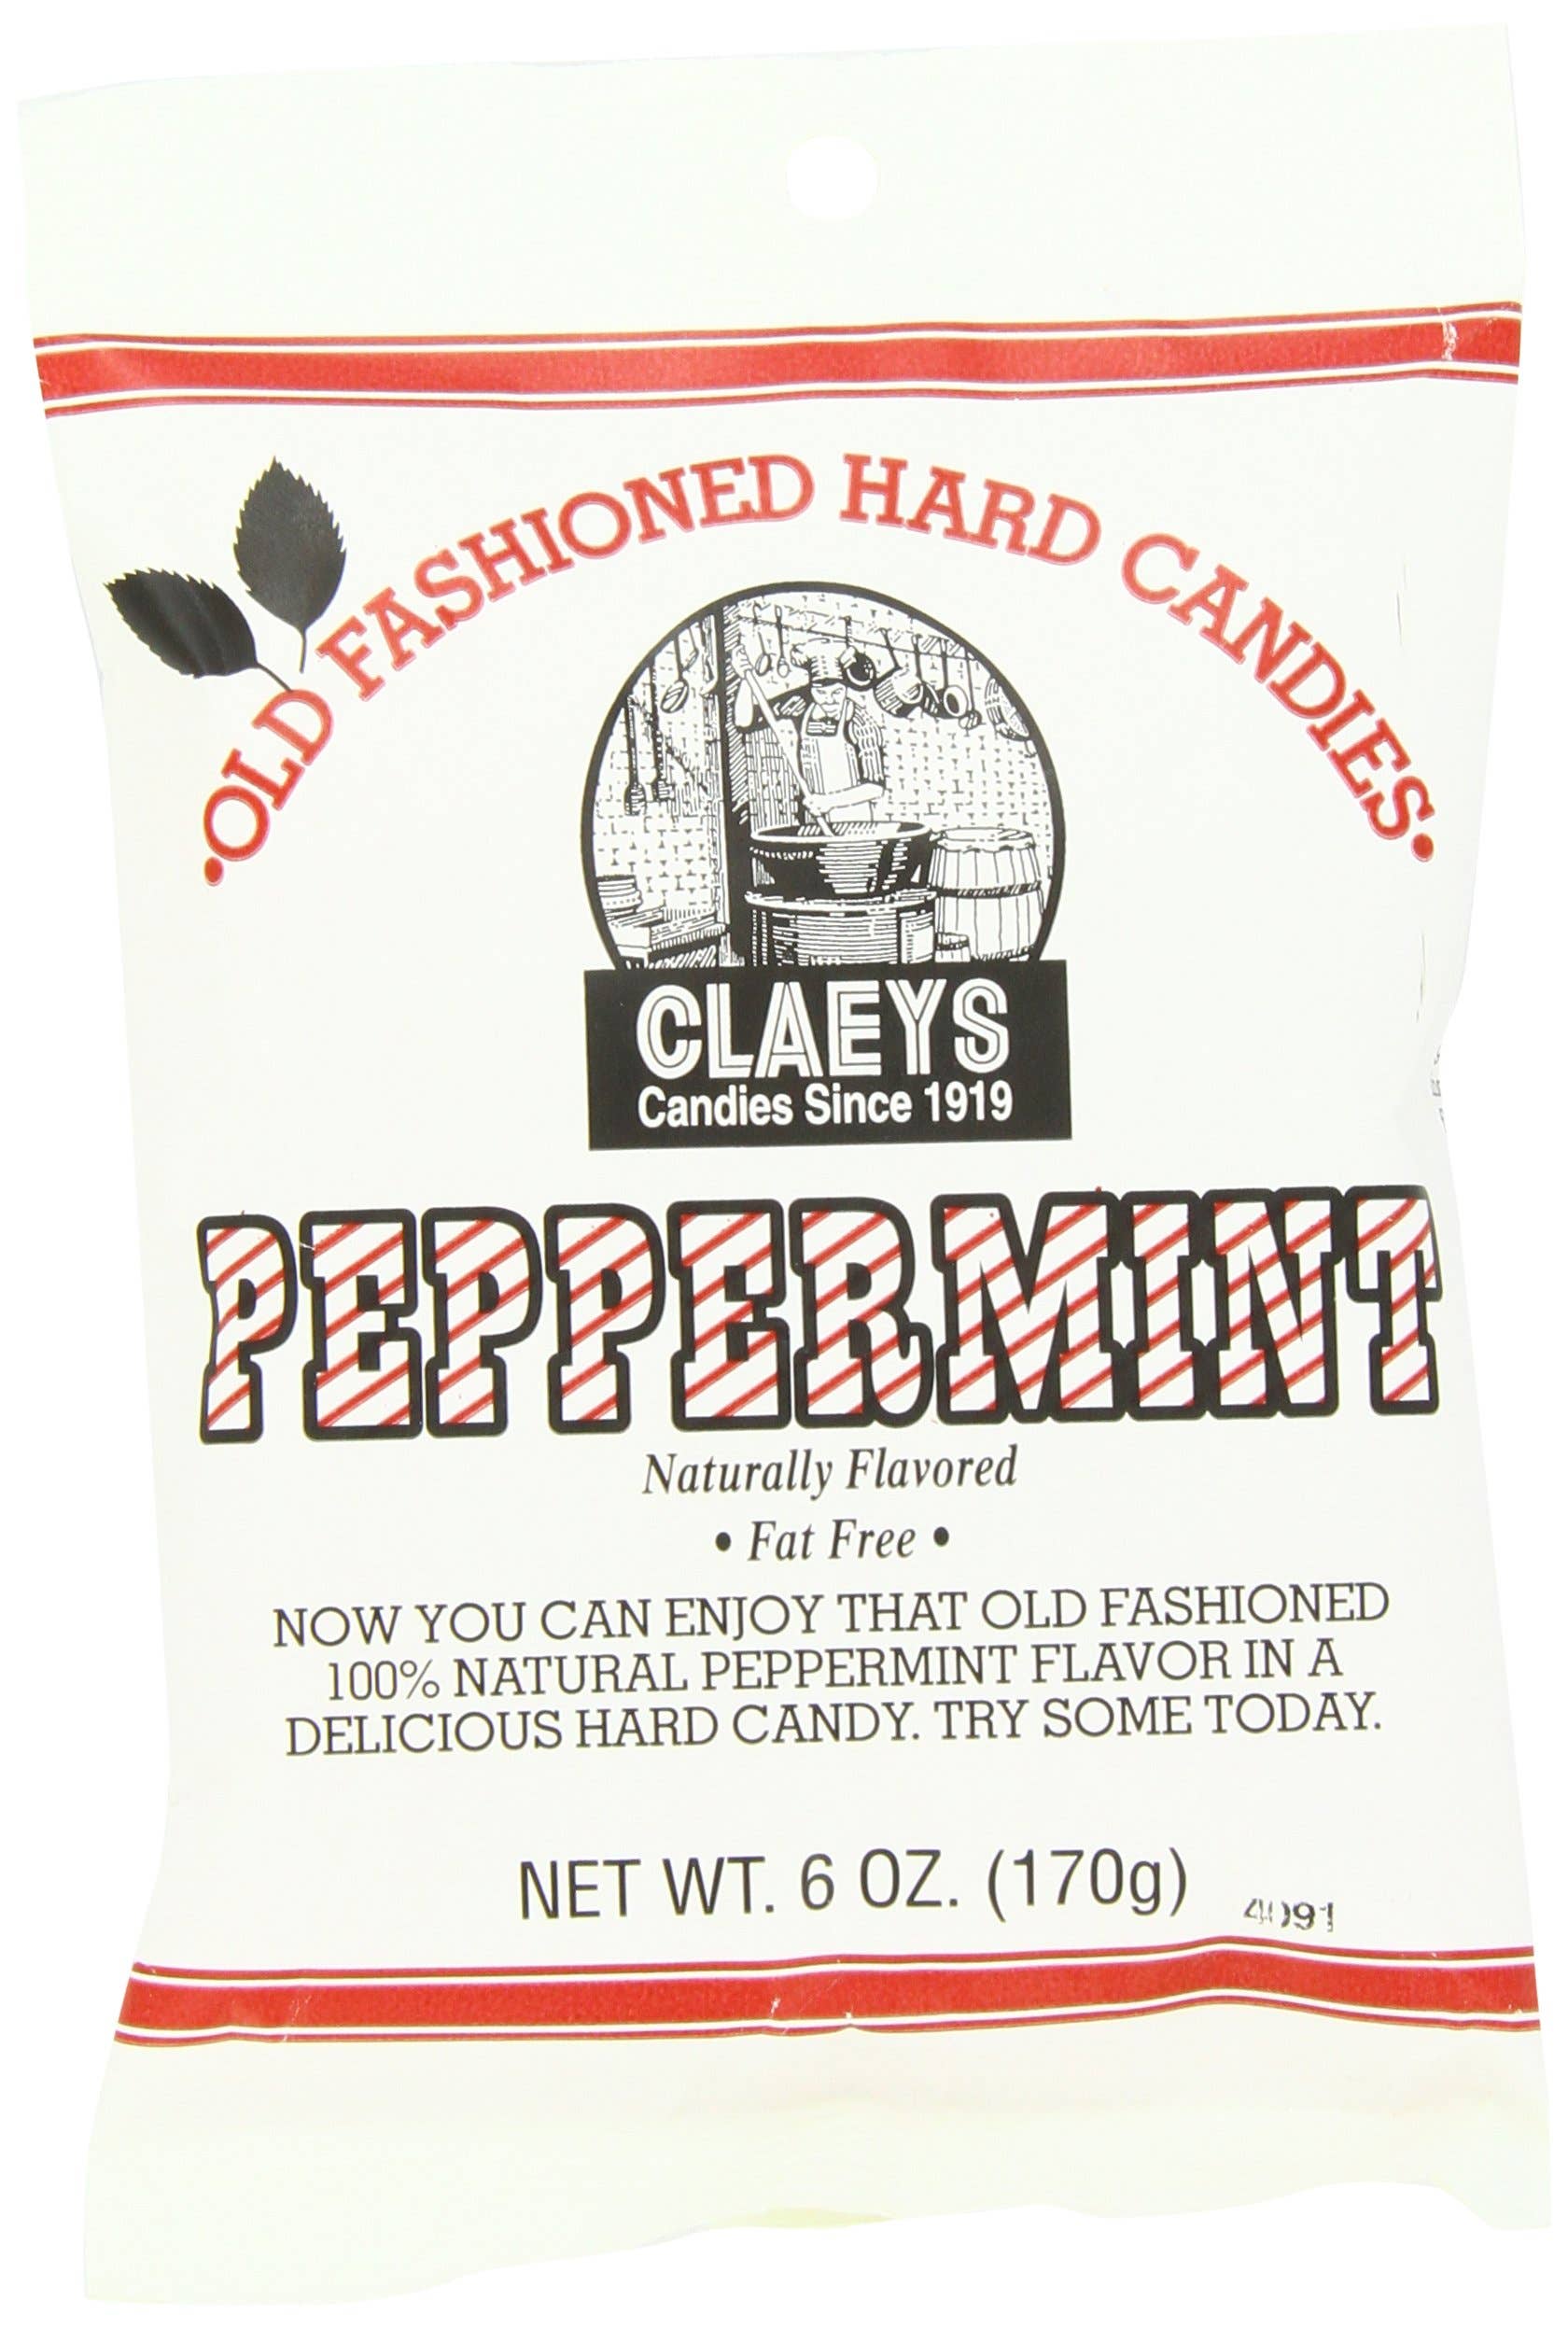 •OLD FASHIONED HARD CANDIES•
CLAEYS
Candies Since 1919
PEPPERMINT
Naturally Flavored
• Fat Free •
NOW YOU CAN ENJOY THAT OLD FASHIONED
100% NATURAL PEPPERMINT FLAVOR IN A
DELICIOUS HARD CANDY. TRY SOME TODAY.
NET WT. 6 OZ. (170g)
4091